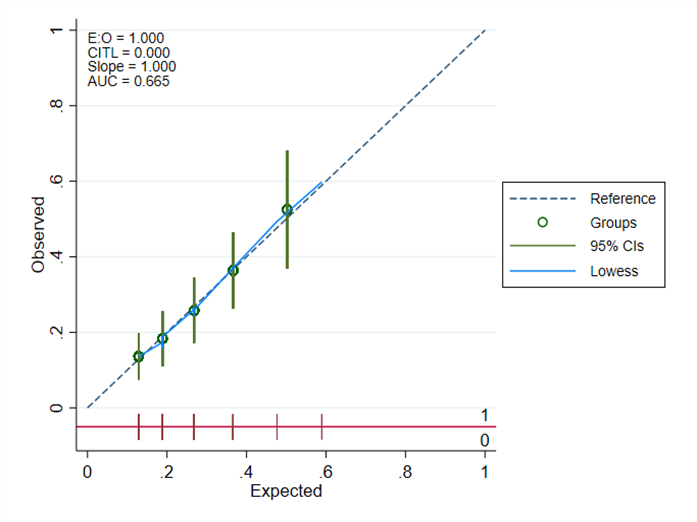 E:O = 1.000
CITL = 0.000
Slope = 1.000
AUC = 0.665
1
.8
.6
.4
.2
0
Observed
1
0
0
.2
.4
.6
.8
1
Expected
Reference
Groups
95% CIs
Lowess